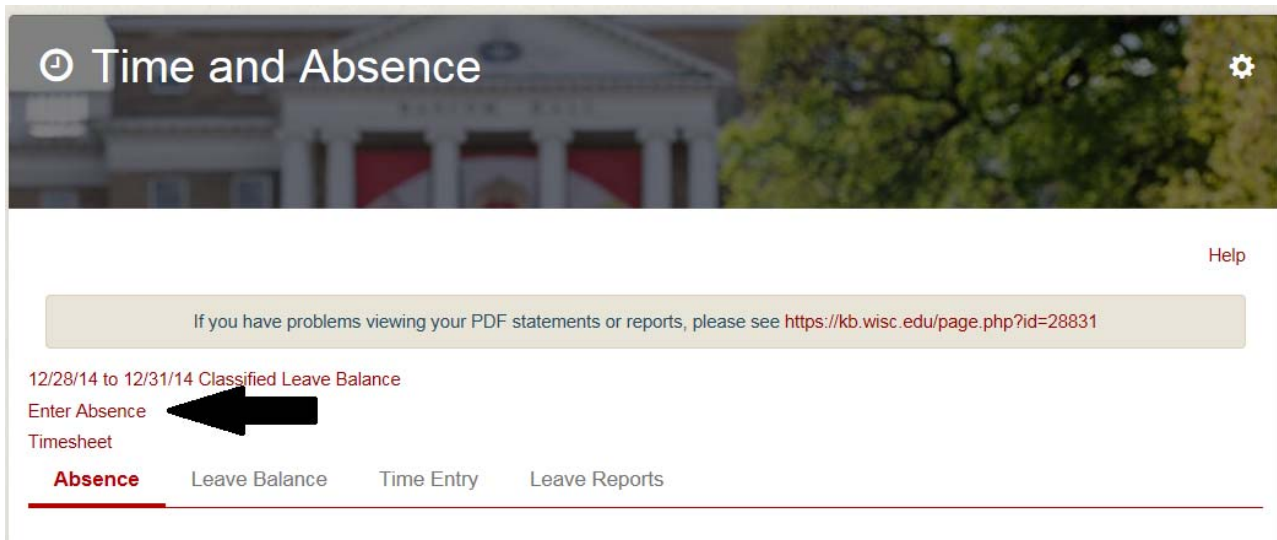 Time and Absence
BASCOM HALL
Help
If you have problems viewing your PDF statements or reports, please see https://kb.wisc.edu/page.php?id=28831
12/28/14 to 12/31/14 Classified Leave Balance
Enter Absence
Timesheet
Absence Leave Balance Time Entry Leave Reports